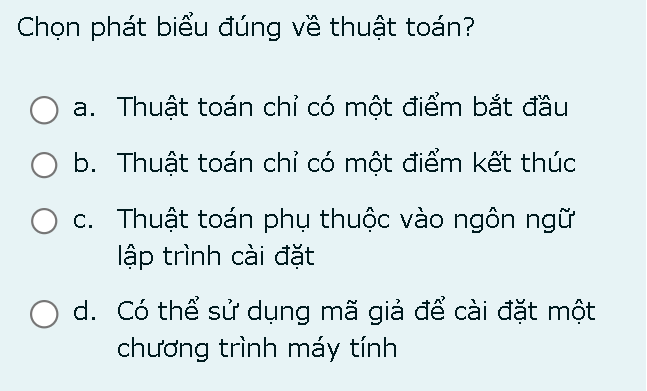 Chọn phát biểu đúng về thuật toán?
a. Thuật toán chỉ có một điểm bắt đầu
b. Thuật toán chỉ có một điểm kết thúc
c. Thuật toán phụ thuộc vào ngôn ngữ
lập trình cài đặt
d. Có thể sử dụng mã giả để cài đặt một
chương trình máy tính